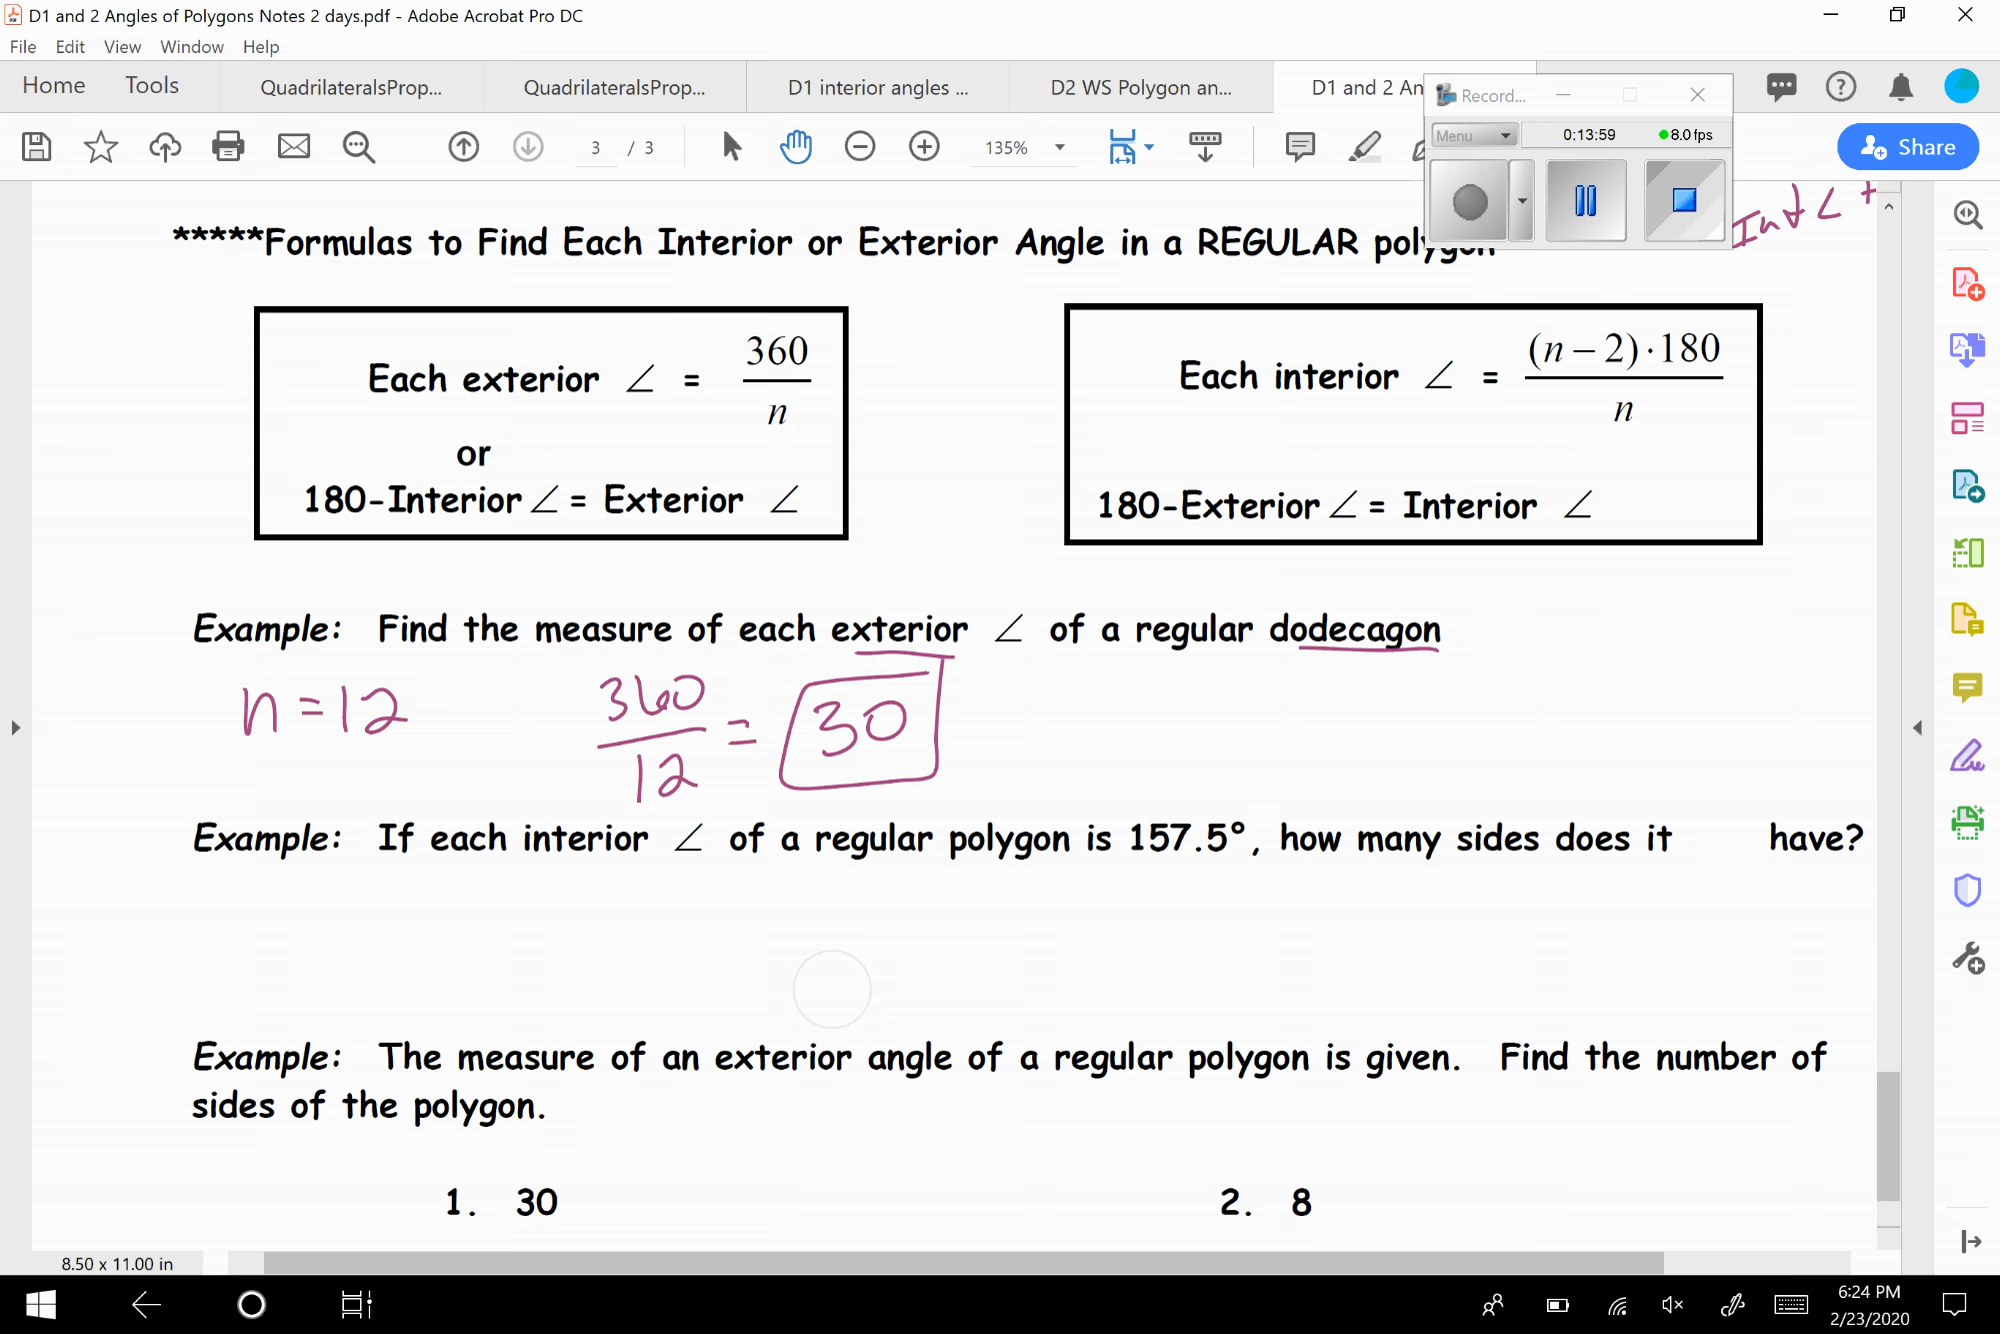 D1 and 2 Angles of Polygons Notes 2 days.pdf - Adobe Acrobat Pro DC
File Edit View Window Help
Home Tools QuadrilateralsProp... QuadrilateralsProp... D1 interior angles ... D2 WS Polygon an... D1 and 2 An
Record...
Menu 0:13:59 8.0 fps
3 / 3 135% Share
Int ∠ +
*****Formulas to Find Each Interior or Exterior Angle in a REGULAR polygon
Each exterior ∠ = 360/n
or
180-Interior ∠ = Exterior ∠
Each interior ∠ = (n – 2)·180/n
180-Exterior ∠ = Interior ∠
Example: Find the measure of each exterior ∠ of a regular dodecagon
n = 12 360/12 = 30
Example: If each interior ∠ of a regular polygon is 157.5°, how many sides does it have?
Example: The measure of an exterior angle of a regular polygon is given. Find the number of
sides of the polygon.
1. 30 2. 8
8.50 x 11.00 in
6:24 PM
2/23/2020